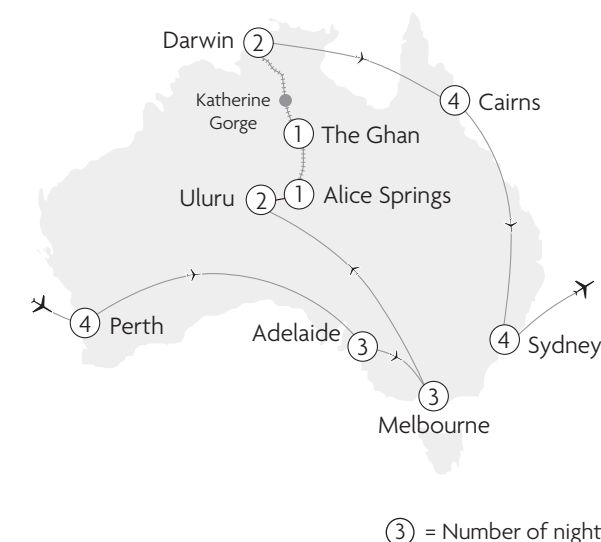 Darwin 2
4 Cairns
Katherine
Gorge
1 The Ghan
Uluru 2
1 Alice Springs
4 Perth
Adelaide 3
4 Sydney
3
Melbourne
3 = Number of night